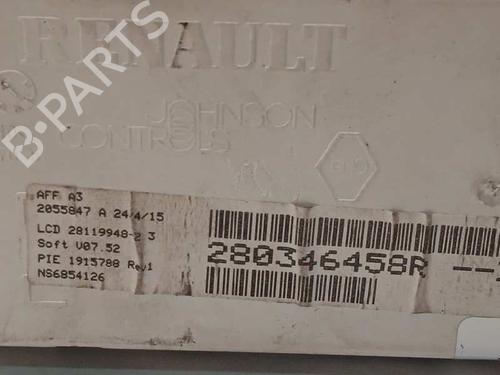 RENAULT
B-PARTS
JOHNSON
CONTROLS
AFF A3
2055847 A 24/4/15
LCD 28119948-2 3
Soft V07.52
PIE 1915788 Rev1
NS6854126
280346458R